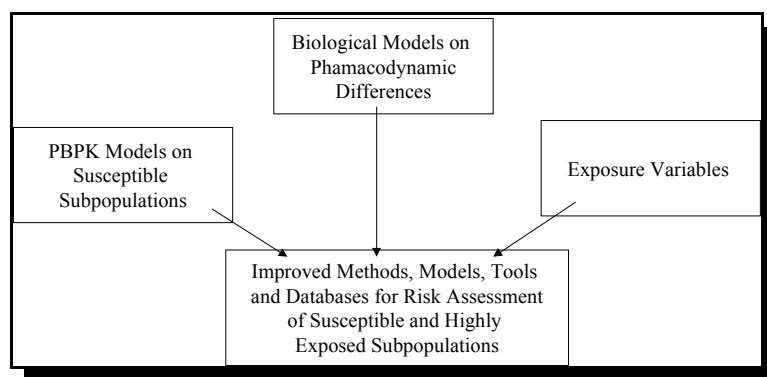 Biological Models on
Phamacodynamic
Differences
PBPK Models on
Susceptible
Subpopulations
Exposure Variables
Improved Methods, Models, Tools
and Databases for Risk Assessment
of Susceptible and Highly
Exposed Subpopulations